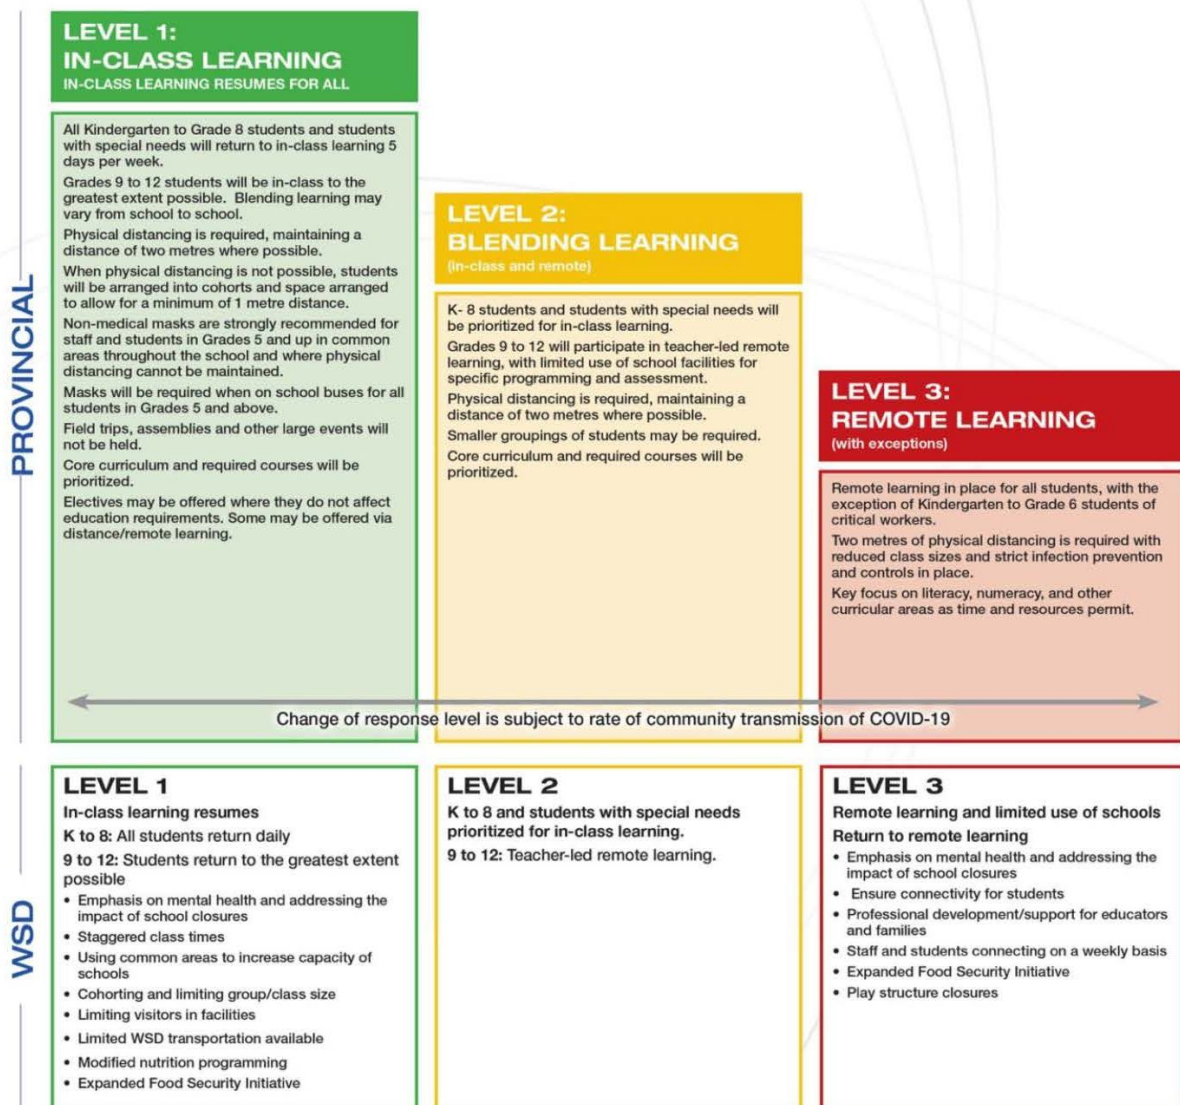 PROVINCIAL
LEVEL 1:
IN-CLASS LEARNING
IN-CLASS LEARNING RESUMES FOR ALL
All Kindergarten to Grade 8 students and students
with special needs will return to in-class learning 5
days per week.
Grades 9 to 12 students will be in-class to the
greatest extent possible. Blending learning may
vary from school to school.
Physical distancing is required, maintaining a
distance of two metres where possible.
When physical distancing is not possible, students
will be arranged into cohorts and space arranged
to allow for a minimum of 1 metre distance.
Non-medical masks are strongly recommended for
staff and students in Grades 5 and up in common
areas throughout the school and where physical
distancing cannot be maintained.
Masks will be required when on school buses for all
students in Grades 5 and above.
Field trips, assemblies and other large events will
not be held.
Core curriculum and required courses will be
prioritized.
Electives may be offered where they do not affect
education requirements. Some may be offered via
distance/remote learning.
LEVEL 2:
BLENDING LEARNING
(in-class and remote)
K- 8 students and students with special needs will
be prioritized for in-class learning.
Grades 9 to 12 will participate in teacher-led remote
learning, with limited use of school facilities for
specific programming and assessment.
Physical distancing is required, maintaining a
distance of two metres where possible.
Smaller groupings of students may be required.
Core curriculum and required courses will be
prioritized.
LEVEL 3:
REMOTE LEARNING
(with exceptions)
Remote learning in place for all students, with the
exception of Kindergarten to Grade 6 students of
critical workers.
Two metres of physical distancing is required with
reduced class sizes and strict infection prevention
and controls in place.
Key focus on literacy, numeracy, and other
curricular areas as time and resources permit.
Change of response level is subject to rate of community transmission of COVID-19
WSD
LEVEL 1
In-class learning resumes
K to 8: All students return daily
9 to 12: Students return to the greatest extent
possible
• Emphasis on mental health and addressing the
impact of school closures
• Staggered class times
• Using common areas to increase capacity of
schools
• Cohorting and limiting group/class size
• Limiting visitors in facilities
• Limited WSD transportation available
• Modified nutrition programming
• Expanded Food Security Initiative
LEVEL 2
K to 8 and students with special needs
prioritized for in-class learning.
9 to 12: Teacher-led remote learning.
LEVEL 3
Remote learning and limited use of schools
Return to remote learning
• Emphasis on mental health and addressing the
impact of school closures
• Ensure connectivity for students
• Professional development/support for educators
and families
• Staff and students connecting on a weekly basis
• Expanded Food Security Initiative
• Play structure closures